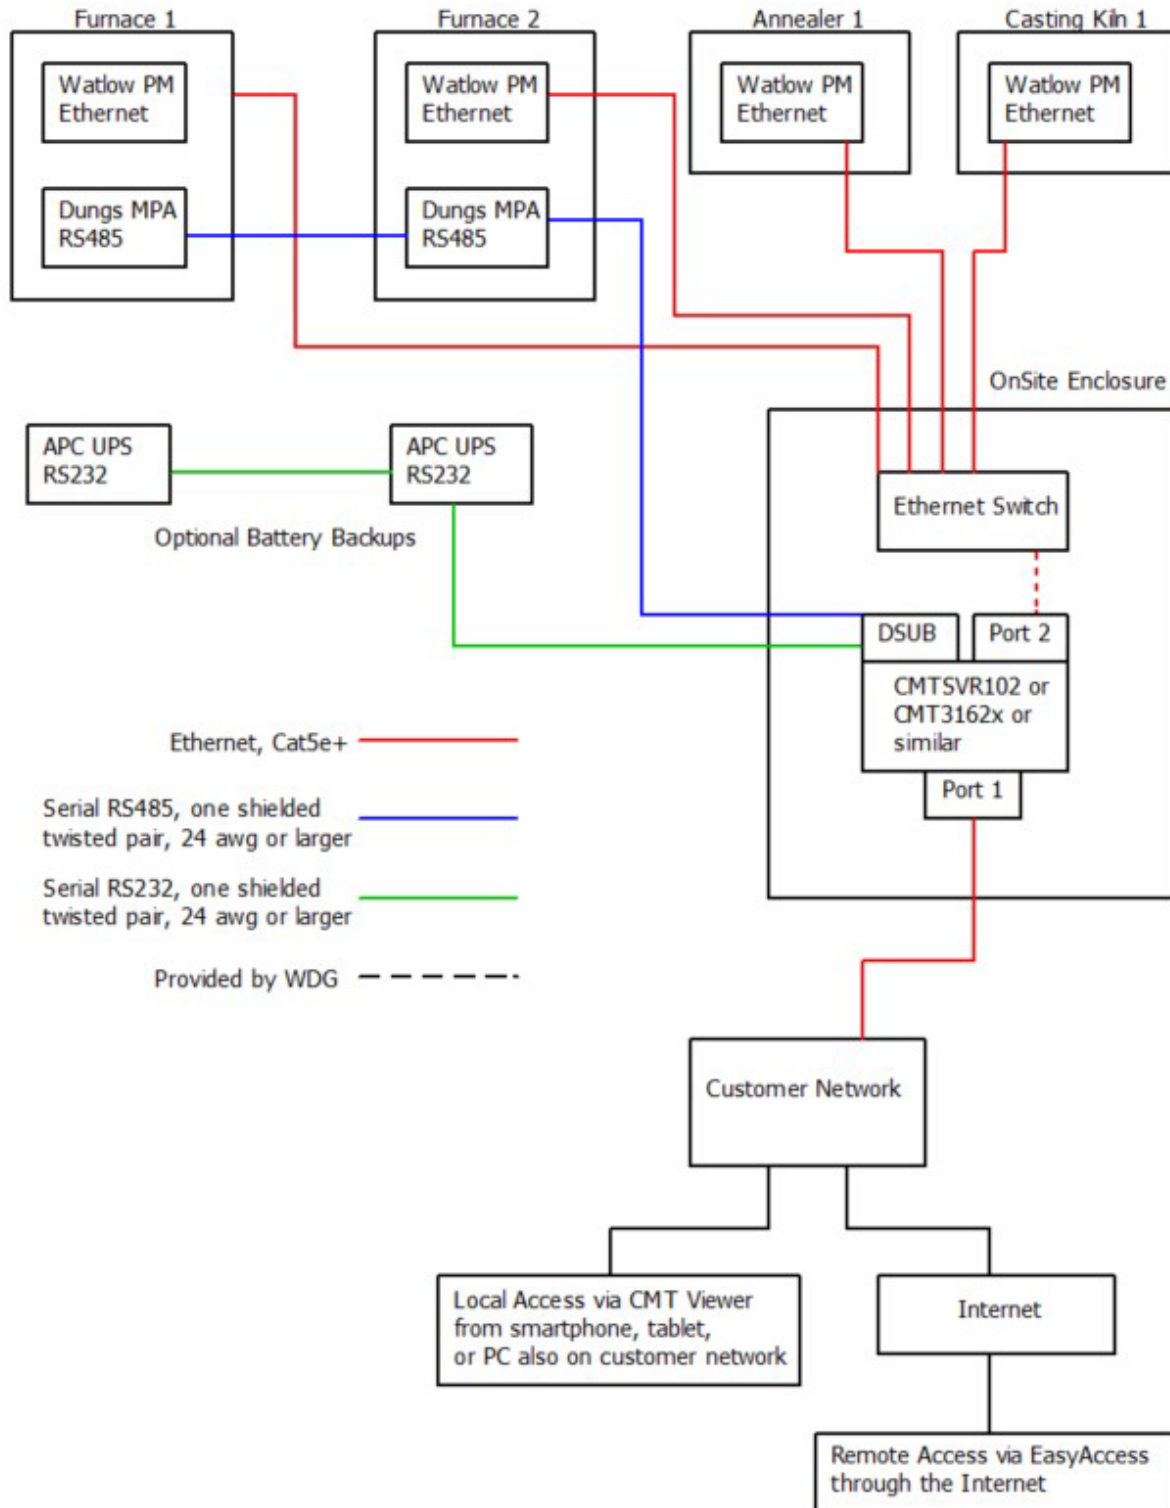 Furnace 1
Furnace 2
Annealer 1
Casting Kiln 1
Watlow PM
Ethernet
Watlow PM
Ethernet
Watlow PM
Ethernet
Watlow PM
Ethernet
Dungs MPA
RS485
Dungs MPA
RS485
OnSite Enclosure
APC UPS
RS232
APC UPS
RS232
Optional Battery Backups
Ethernet Switch
DSUB
Port 2
CMTSVR102 or
CMT3162x or
similar
Port 1
Ethernet, Cat5e+
Serial RS485, one shielded
twisted pair, 24 awg or larger
Serial RS232, one shielded
twisted pair, 24 awg or larger
Provided by WDG
Customer Network
Local Access via CMT Viewer
from smartphone, tablet,
or PC also on customer network
Internet
Remote Access via EasyAccess
through the Internet